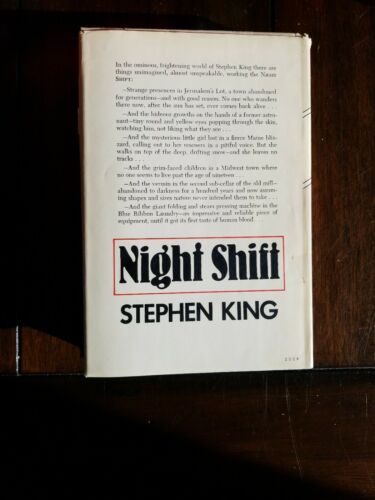 In the ominous, frightening world of Stephen King there are
things unimagined, almost unspeakable, working the NIGHT
SHIFT:
—Strange presences in Jerusalem's Lot, a town abandoned
for generations—and with good reason. No one who wanders
there now, after the sun has set, ever comes back alive . . .
—And the hideous growths on the hands of a former astro-
naut—tiny round and yellow eyes popping through the skin,
watching him, not liking what they see . . .
—And the mysterious little girl lost in a fierce Maine bliz-
zard, calling out to her rescuers in a pitiful voice. But she
walks on top of the deep, drifting snow—and she leaves no
tracks . . .
—And the grim-faced children in a Midwest town where
no one seems to live past the age of nineteen . . .
—And the vermin in the second sub-cellar of the old mill—
abandoned to darkness for a hundred years and now assum-
ing shapes and sizes nature never intended them to take . . .
—And the giant folding and steam pressing machine in the
Blue Ribbon Laundry—an impressive and reliable piece of
equipment, until it got its first taste of human blood . . .
Night Shift
STEPHEN KING